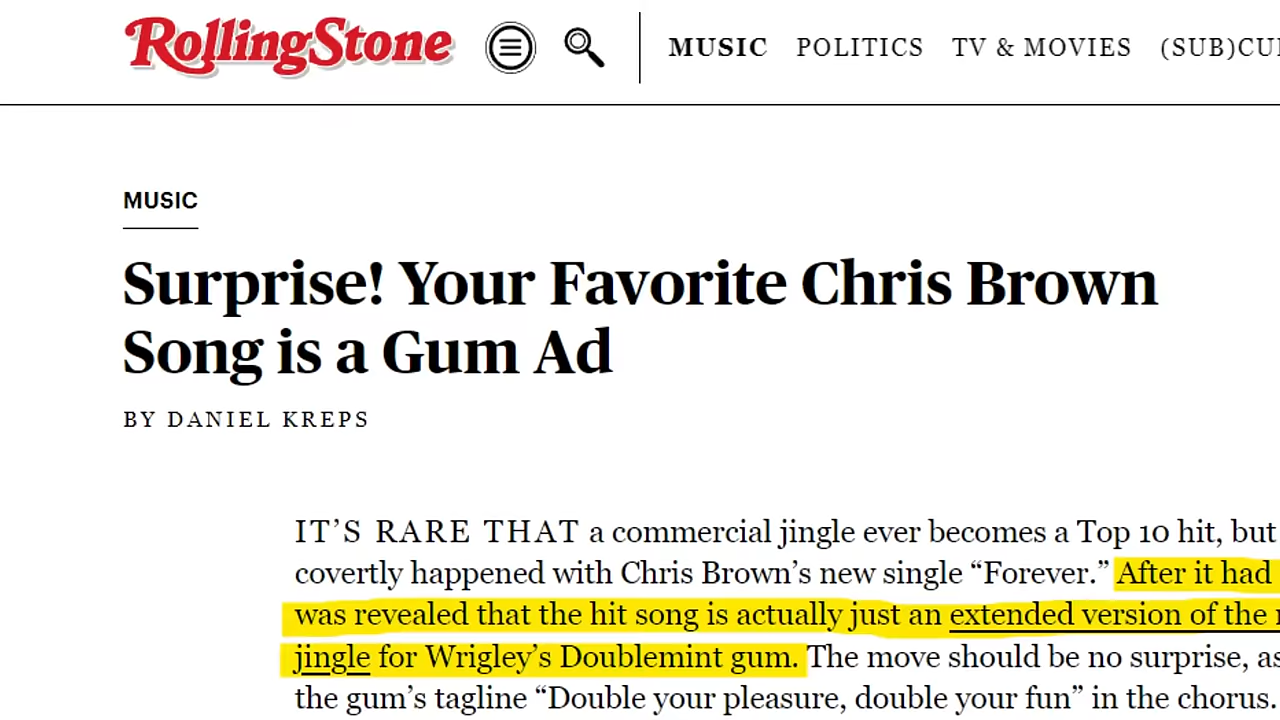 RollingStone MUSIC POLITICS TV & MOVIES (SUB)CUL
MUSIC
Surprise! Your Favorite Chris Brown
Song is a Gum Ad
BY DANIEL KREPS
IT'S RARE THAT a commercial jingle ever becomes a Top 10 hit, but
covertly happened with Chris Brown's new single “Forever.” After it had
was revealed that the hit song is actually just an extended version of the
jingle for Wrigley's Doublemint gum. The move should be no surprise, as
the gum's tagline “Double your pleasure, double your fun” in the chorus.